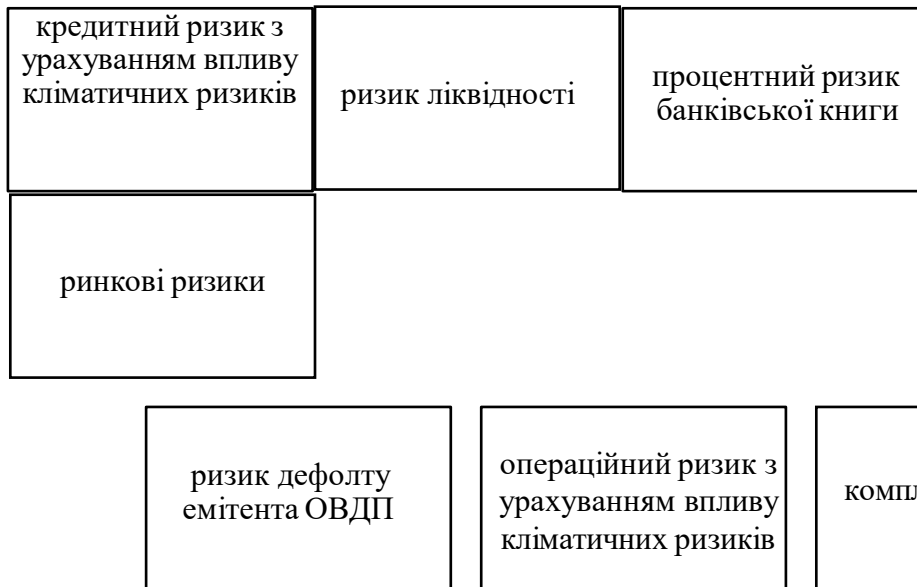 кредитний ризик з
урахуванням впливу
кліматичних ризиків
ризик ліквідності
процентний ризик
банківської книги
ринкові ризики
ризик дефолту
емітента ОВДП
операційний ризик з
урахуванням впливу
кліматичних ризиків